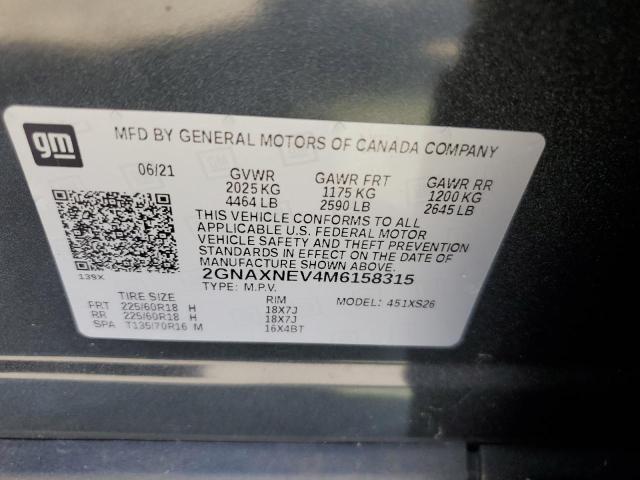 gm
MFD BY GENERAL MOTORS OF CANADA COMPANY
06/21 GVWR GAWR FRT GAWR RR
2025 KG 1175 KG 1200 KG
4464 LB 2590 LB 2645 LB
THIS VEHICLE CONFORMS TO ALL
APPLICABLE U.S. FEDERAL MOTOR
VEHICLE SAFETY AND THEFT PREVENTION
STANDARDS IN EFFECT ON THE DATE OF
MANUFACTURE SHOWN ABOVE.
139X 2GNAXNEV4M6158315
TYPE: M.P.V.
TIRE SIZE RIM MODEL: 451XS26
FRT 225/60R18 H 18X7J
RR 225/60R18 H 18X7J
SPA T135/70R16 M 16X4BT